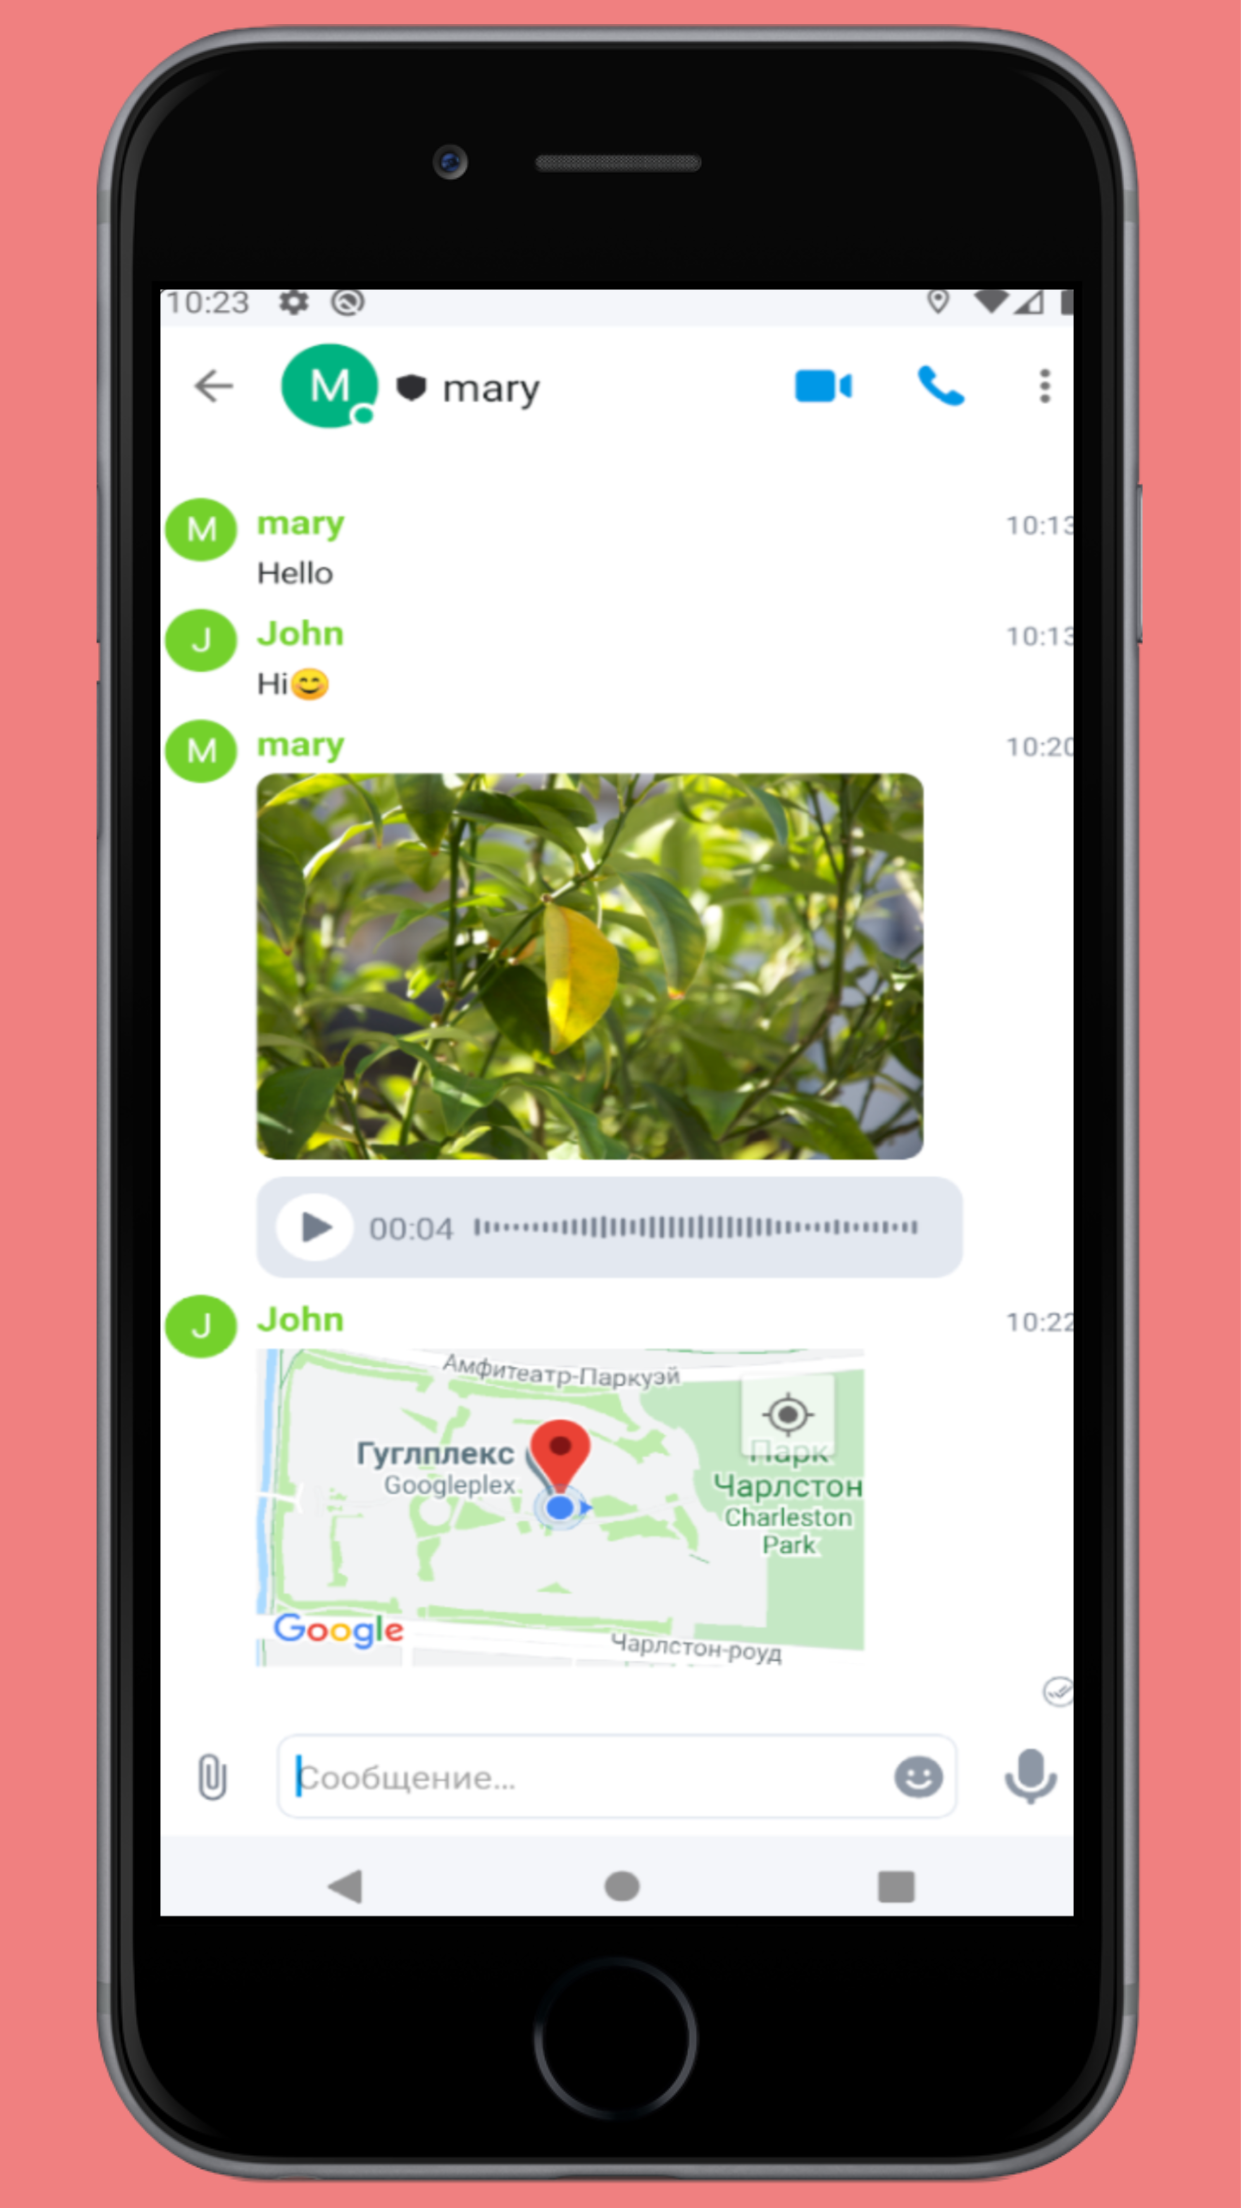 10:23
M mary
M mary 10:13
Hello
J John 10:13
Hi😊
M mary 10:20
00:04
J John 10:22
Амфитеатр-Паркуэй
Гуглплекс
Googleplex
Парк
Чарлстон
Charleston
Park
Google
Чарлстон-роуд
Сообщение...